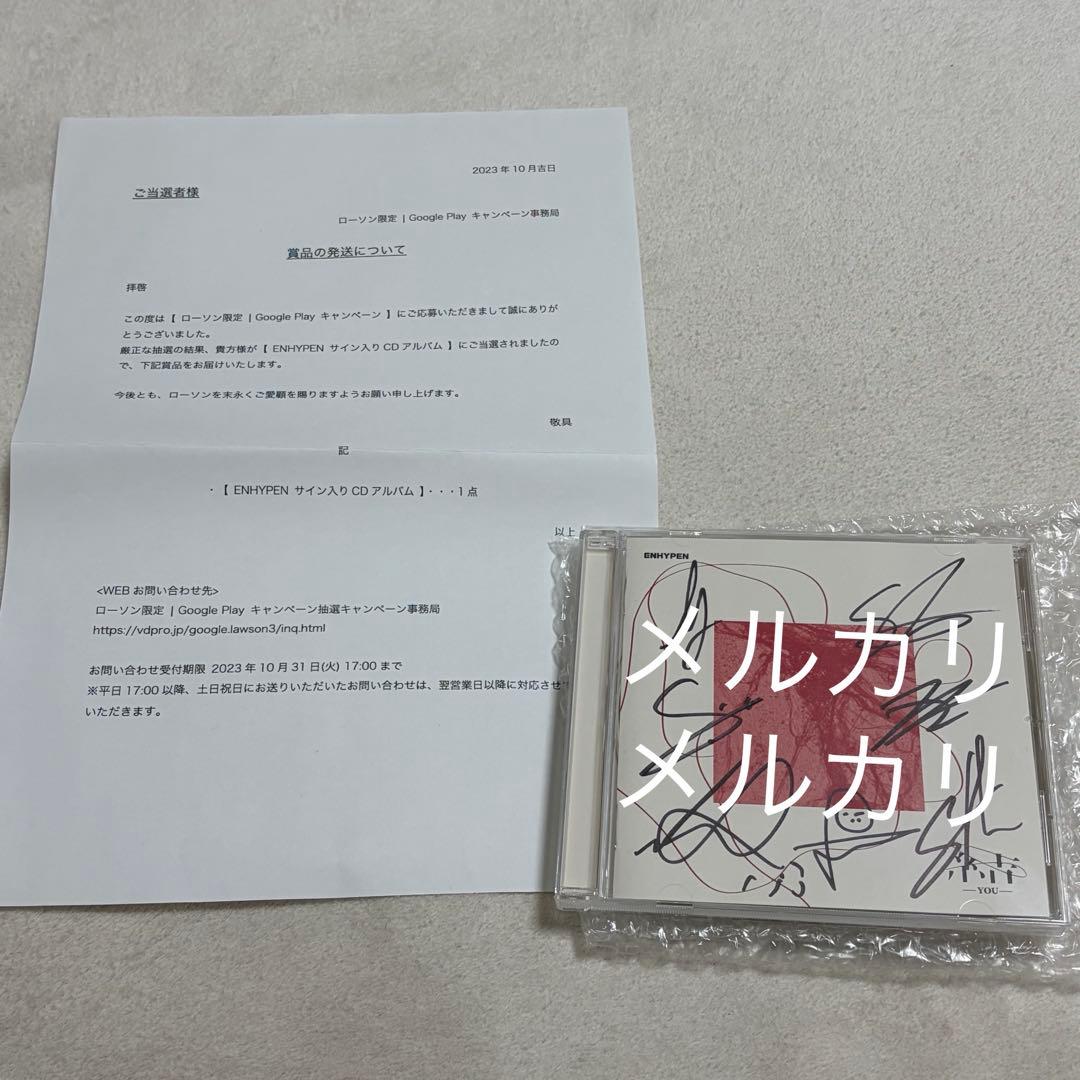 2023年10月吉日
ご当選者様
ローソン限定 | Google Play キャンペーン事務局
賞品の発送について
拝啓
この度は【 ローソン限定 | Google Play キャンペーン 】にご応募いただきまして誠にありが
とうございました。
厳正な抽選の結果、貴方様が【 ENHYPEN サイン入りCDアルバム 】にご当選されましたの
で、下記賞品をお届けいたします。
今後とも、ローソンを末永くご愛顧を賜りますようお願い申し上げます。
敬具
記
・【 ENHYPEN サイン入りCDアルバム 】・・・1点
以上
<WEBお問い合わせ先>
ローソン限定 | Google Play キャンペーン抽選キャンペーン事務局
https://vdpro.jp/google.lawson3/inq.html
お問い合わせ受付期限 2023年10月31日(火) 17:00まで
※平日17:00以降、土日祝日にお送りいただいたお問い合わせは、翌営業日以降に対応させて
いただきます。
ENHYPEN
メルカリ
メルカリ
結
YOU